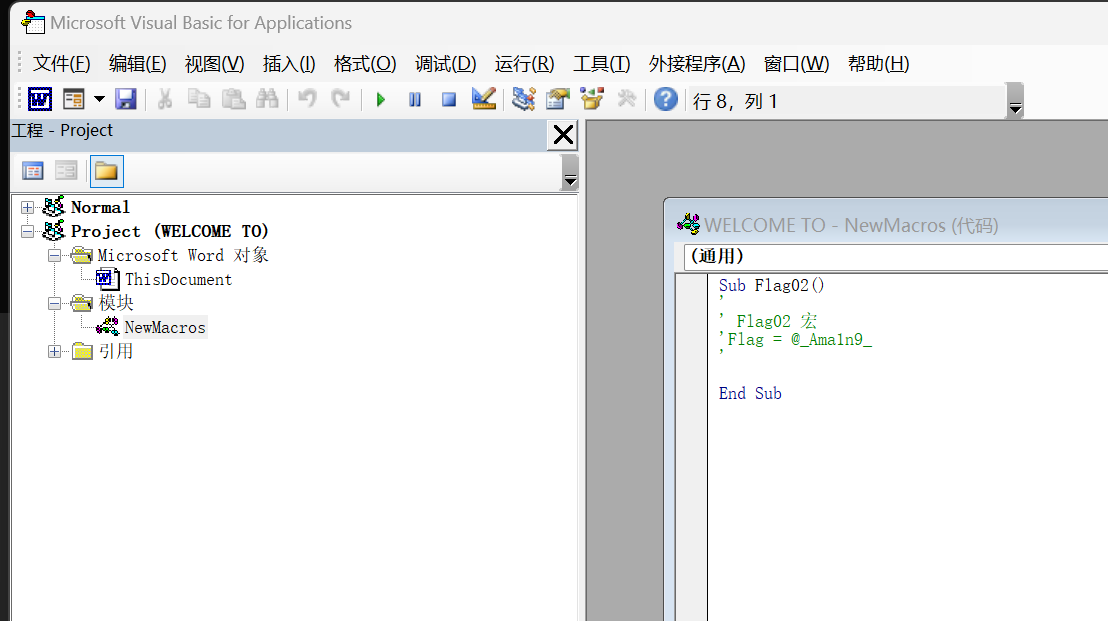 Microsoft Visual Basic for Applications
文件(F) 编辑(E) 视图(V) 插入(I) 格式(O) 调试(D) 运行(R) 工具(T) 外接程序(A) 窗口(W) 帮助(H)
行 8, 列 1
工程 - Project
Normal
Project (WELCOME TO)
Microsoft Word 对象
ThisDocument
模块
NewMacros
引用
WELCOME TO - NewMacros (代码)
(通用)
Sub Flag02()
'
' Flag02 宏
'Flag = @_Ama1n9_
'
End Sub